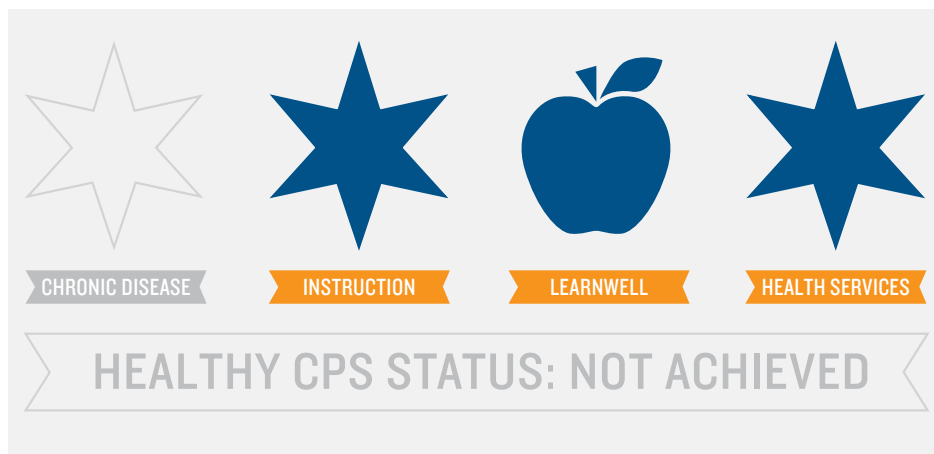 CHRONIC DISEASE
INSTRUCTION
LEARNWELL
HEALTH SERVICES
HEALTHY CPS STATUS: NOT ACHIEVED